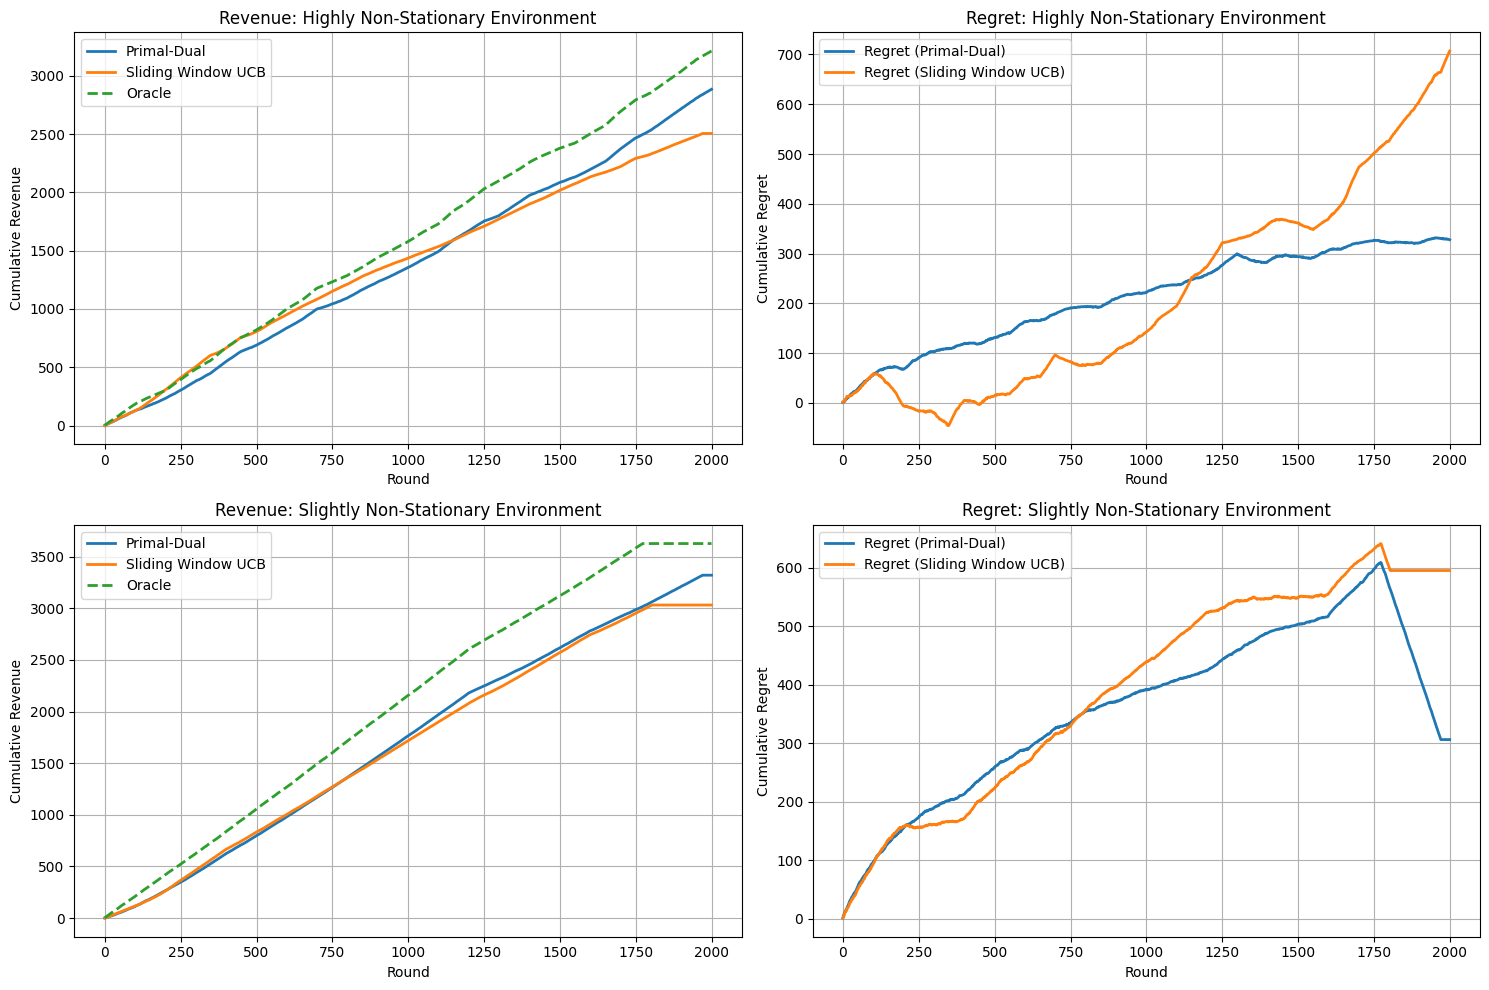 Revenue: Highly Non-Stationary Environment
Primal-Dual
Sliding Window UCB
Oracle
Cumulative Revenue
3000
2500
2000
1500
1000
500
0
0 250 500 750 1000 1250 1500 1750 2000
Round
Regret: Highly Non-Stationary Environment
Regret (Primal-Dual)
Regret (Sliding Window UCB)
Cumulative Regret
700
600
500
400
300
200
100
0
0 250 500 750 1000 1250 1500 1750 2000
Round
Revenue: Slightly Non-Stationary Environment
Primal-Dual
Sliding Window UCB
Oracle
Cumulative Revenue
3500
3000
2500
2000
1500
1000
500
0
0 250 500 750 1000 1250 1500 1750 2000
Round
Regret: Slightly Non-Stationary Environment
Regret (Primal-Dual)
Regret (Sliding Window UCB)
Cumulative Regret
600
500
400
300
200
100
0
0 250 500 750 1000 1250 1500 1750 2000
Round